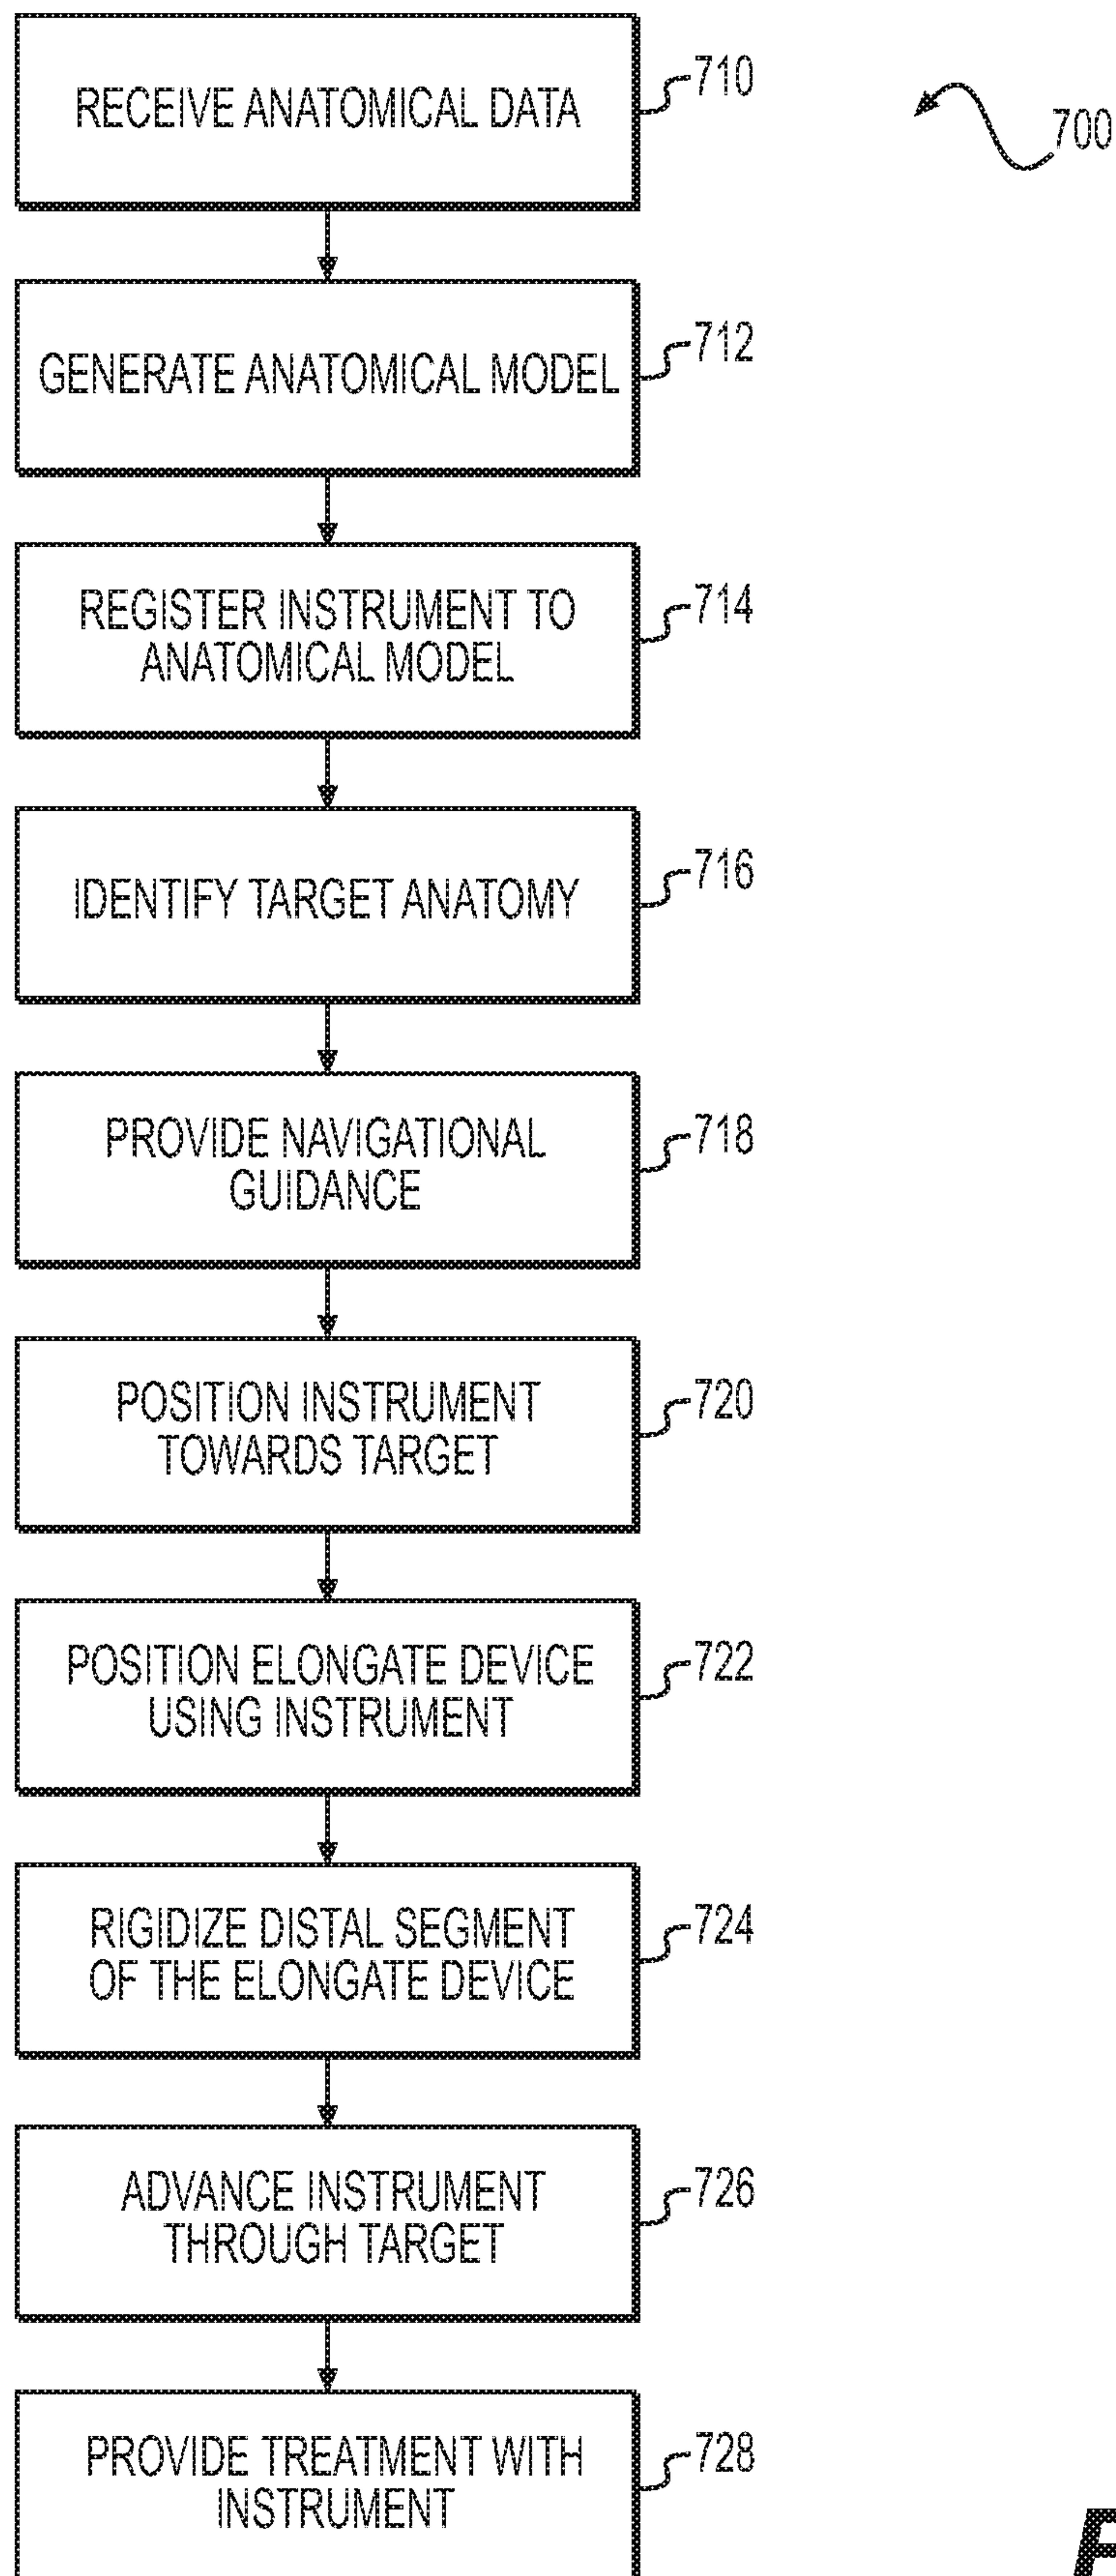 RECEIVE ANATOMICAL DATA
710
700
GENERATE ANATOMICAL MODEL
712
REGISTER INSTRUMENT TO
ANATOMICAL MODEL
714
IDENTIFY TARGET ANATOMY
716
PROVIDE NAVIGATIONAL
GUIDANCE
718
POSITION INSTRUMENT
TOWARDS TARGET
720
POSITION ELONGATE DEVICE
USING INSTRUMENT
722
RIGIDIZE DISTAL SEGMENT
OF THE ELONGATE DEVICE
724
ADVANCE INSTRUMENT
THROUGH TARGET
726
PROVIDE TREATMENT WITH
INSTRUMENT
728